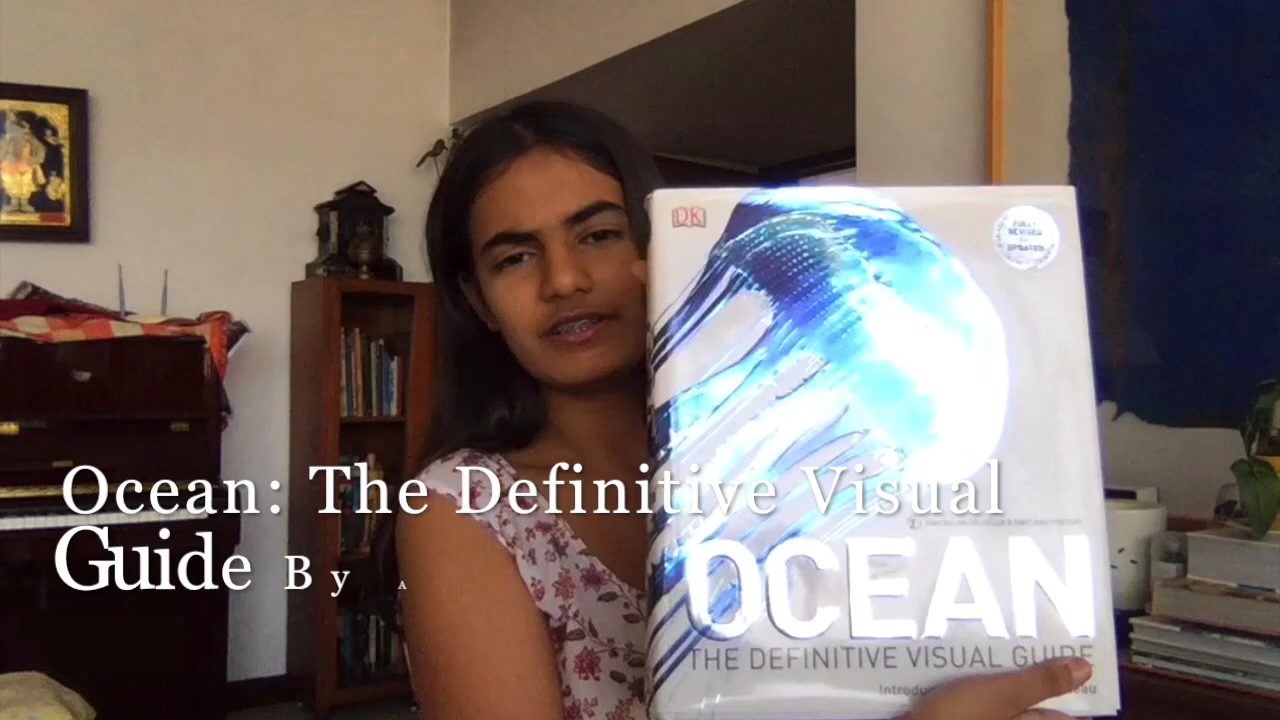 DK
FULLY
REVISED
UPDATED
OCEAN
THE DEFINITIVE VISUAL GUIDE
Ocean: The Definitive Visual
Guide By A